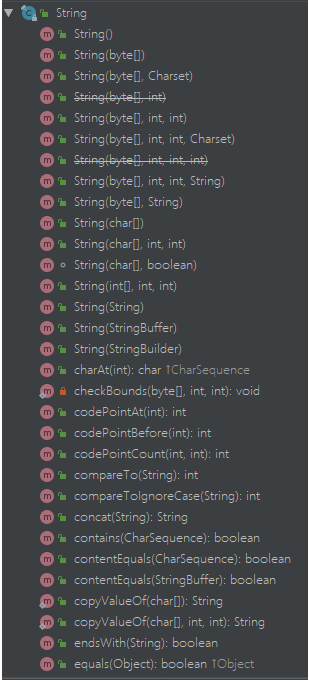 String
String()
String(byte[])
String(byte[], Charset)
String(byte[], int)
String(byte[], int, int)
String(byte[], int, int, Charset)
String(byte[], int, int, int)
String(byte[], int, int, String)
String(byte[], String)
String(char[])
String(char[], int, int)
String(char[], boolean)
String(int[], int, int)
String(String)
String(StringBuffer)
String(StringBuilder)
charAt(int): char ↑CharSequence
checkBounds(byte[], int, int): void
codePointAt(int): int
codePointBefore(int): int
codePointCount(int, int): int
compareTo(String): int
compareToIgnoreCase(String): int
concat(String): String
contains(CharSequence): boolean
contentEquals(CharSequence): boolean
contentEquals(StringBuffer): boolean
copyValueOf(char[]): String
copyValueOf(char[], int, int): String
endsWith(String): boolean
equals(Object): boolean ↑Object